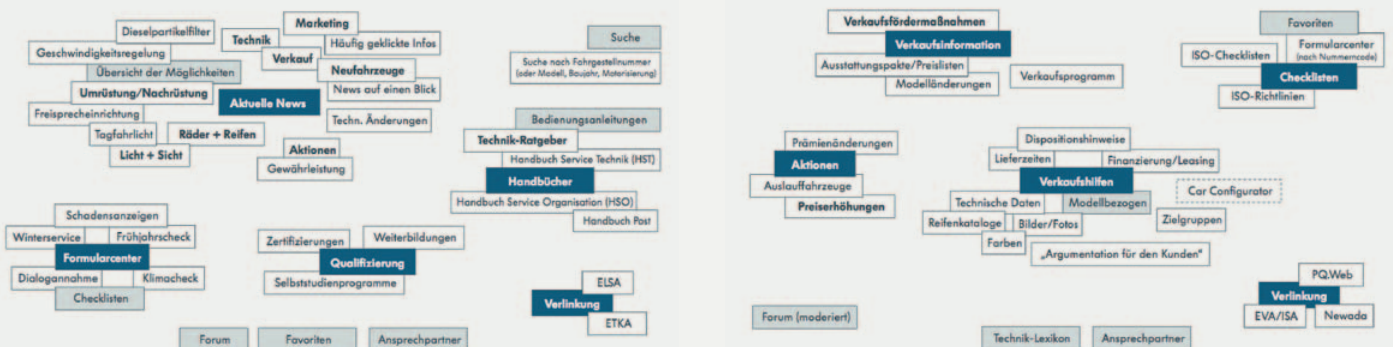 Marketing
Dieselpartikelfilter
Technik
Häufig geklickte Infos
Geschwindigkeitsregelung
Verkauf
Übersicht der Möglichkeiten
Neufahrzeuge
Umrüstung/Nachrüstung
News auf einen Blick
Aktuelle News
Freisprecheinrichtung
Techn. Änderungen
Tagfahrlicht
Räder + Reifen
Licht + Sicht
Aktionen
Gewährleistung
Suche
Suche nach Fahrgestellnummer
(oder Modell, Baujahr, Motorisierung)
Bedienungsanleitungen
Technik-Ratgeber
Handbuch Service Technik (HST)
Handbücher
Handbuch Service Organisation (HSO)
Handbuch Post
Schadensanzeigen
Winterservice
Frühjahrscheck
Formularcenter
Dialogannahme
Klimacheck
Checklisten
Zertifizierungen
Weiterbildungen
Qualifizierung
Selbststudienprogramme
ELSA
Verlinkung
ETKA
Forum
Favoriten
Ansprechpartner
Verkaufsfördermaßnahmen
Verkaufsinformation
Ausstattungspakte/Preislisten
Modelländerungen
Verkaufsprogramm
Favoriten
ISO-Checklisten
Formularcenter
(nach Nummerncode)
Checklisten
ISO-Richtlinien
Prämienänderungen
Aktionen
Auslauffahrzeuge
Preiserhöhungen
Dispositionshinweise
Lieferzeiten
Finanzierung/Leasing
Verkaufshilfen
Car Configurator
Technische Daten
Modellbezogen
Reifenkataloge
Bilder/Fotos
Zielgruppen
Farben
„Argumentation für den Kunden“
PQ.Web
Verlinkung
EVA/ISA
Newada
Forum (moderiert)
Technik-Lexikon
Ansprechpartner